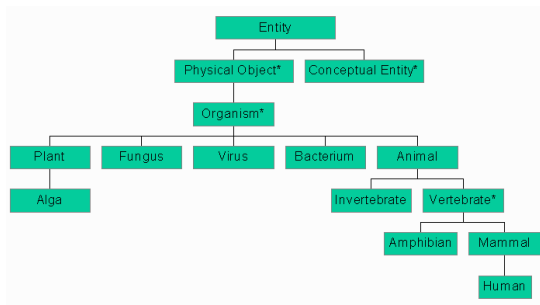 Entity
Physical Object*
Conceptual Entity*
Organism*
Plant
Fungus
Virus
Bacterium
Animal
Alga
Invertebrate
Vertebrate*
Amphibian
Mammal
Human